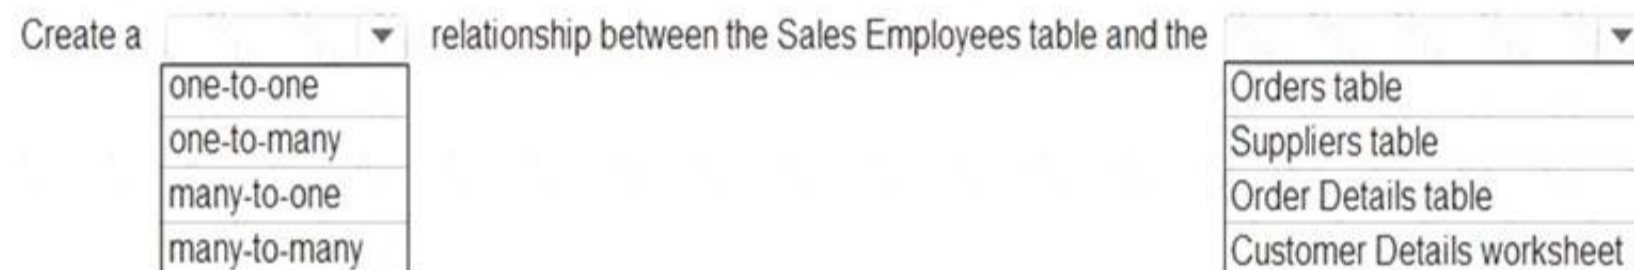 Create a relationship between the Sales Employees table and the
one-to-one
one-to-many
many-to-one
many-to-many
Orders table
Suppliers table
Order Details table
Customer Details worksheet